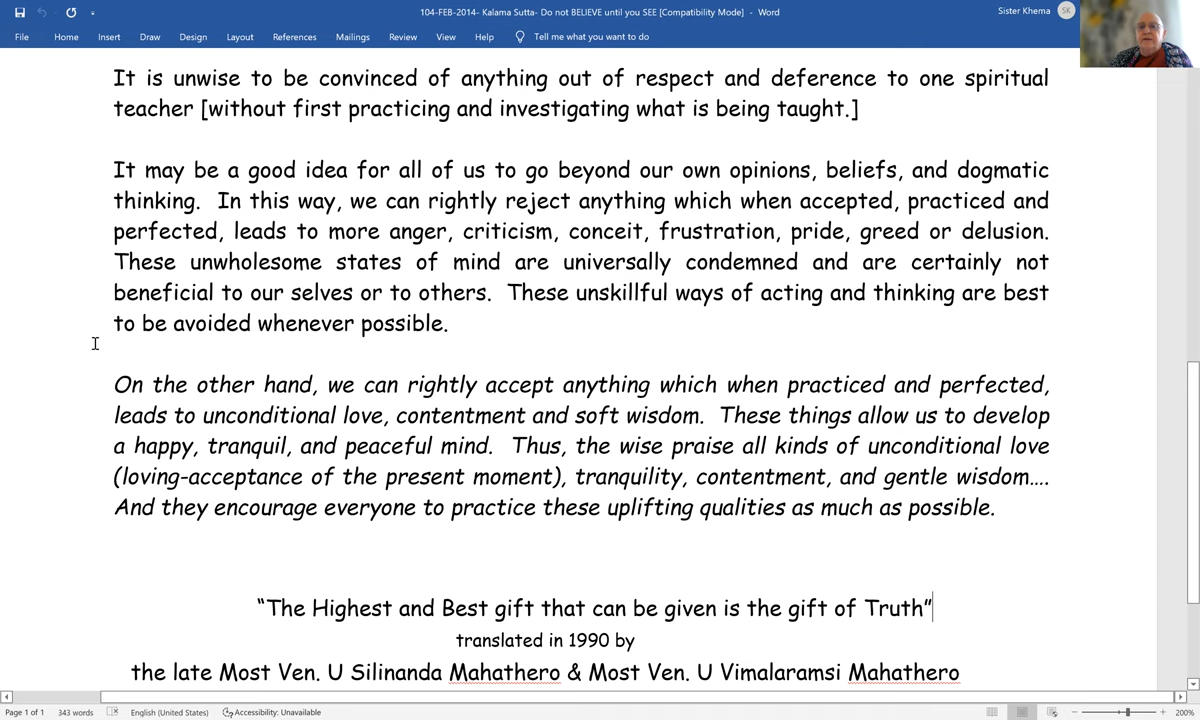 104-FEB-2014- Kalama Sutta- Do not BELIEVE until you SEE [Compatibility Mode] - Word
Sister Khema SK
File Home Insert Draw Design Layout References Mailings Review View Help Tell me what you want to do
It is unwise to be convinced of anything out of respect and deference to one spiritual
teacher [without first practicing and investigating what is being taught.]
It may be a good idea for all of us to go beyond our own opinions, beliefs, and dogmatic
thinking. In this way, we can rightly reject anything which when accepted, practiced and
perfected, leads to more anger, criticism, conceit, frustration, pride, greed or delusion.
These unwholesome states of mind are universally condemned and are certainly not
beneficial to our selves or to others. These unskillful ways of acting and thinking are best
to be avoided whenever possible.
On the other hand, we can rightly accept anything which when practiced and perfected,
leads to unconditional love, contentment and soft wisdom. These things allow us to develop
a happy, tranquil, and peaceful mind. Thus, the wise praise all kinds of unconditional love
(loving-acceptance of the present moment), tranquility, contentment, and gentle wisdom….
And they encourage everyone to practice these uplifting qualities as much as possible.
“The Highest and Best gift that can be given is the gift of Truth”
translated in 1990 by
the late Most Ven. U Silinanda Mahathero & Most Ven. U Vimalaramsi Mahathero
Page 1 of 1 343 words English (United States) Accessibility: Unavailable 200%